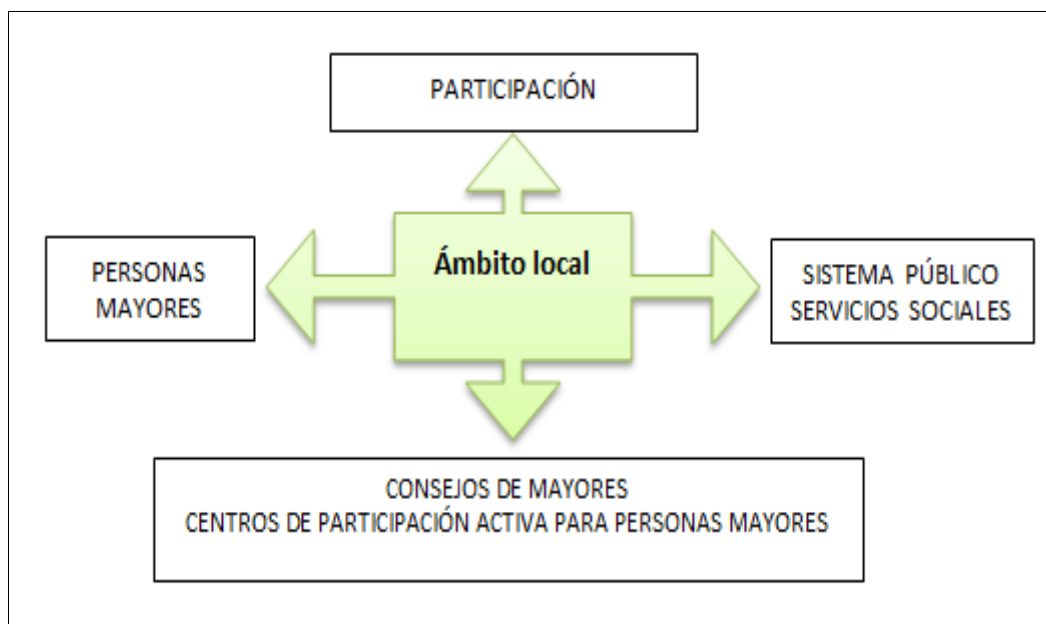 PARTICIPACIÓN
Ámbito local
PERSONAS
MAYORES
SISTEMA PÚBLICO
SERVICIOS SOCIALES
CONSEJOS DE MAYORES
CENTROS DE PARTICIPACIÓN ACTIVA PARA PERSONAS MAYORES